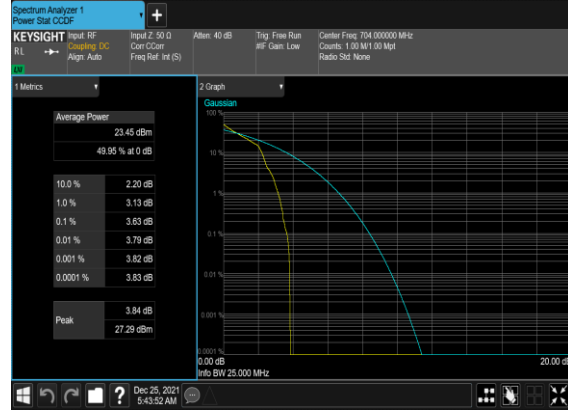 Spectrum Analyzer 1
Power Stat CCDF
+
KEYSIGHT
RL
Input: RF
Coupling: DC
Align: Auto
Input Z: 50 Ω
Corr CCorr
Freq Ref: Int (S)
Atten: 40 dB
Trig: Free Run
#IF Gain: Low
Center Freq: 704.000000 MHz
Counts: 1.00 M/1.00 Mpt
Radio Std: None
1 Metrics
Average Power
23.45 dBm
49.95 % at 0 dB
10.0 % 2.20 dB
1.0 % 3.13 dB
0.1 % 3.63 dB
0.01 % 3.79 dB
0.001 % 3.82 dB
0.0001 % 3.83 dB
Peak
3.84 dB
27.29 dBm
2 Graph
Gaussian
100 %
10 %
1 %
0.1 %
0.01 %
0.001 %
0.0001 %
0.00 dB 20.00 dB
Info BW 25.000 MHz
?
Dec 25, 2021
5:43:52 AM